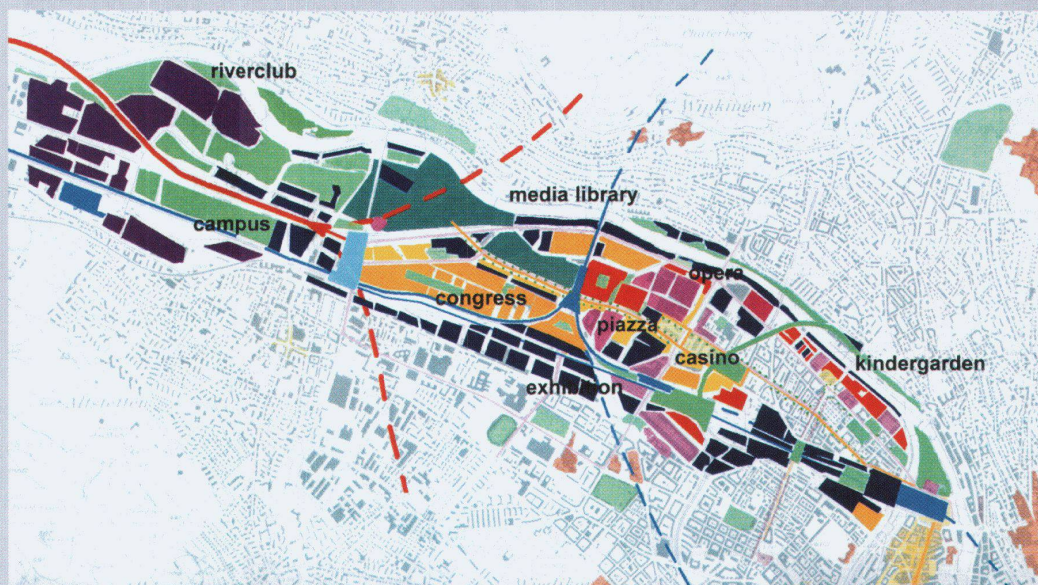 riverclub
Wipkingen
media library
campus
opera
congress
piazza
casino
kindergarden
exhibition